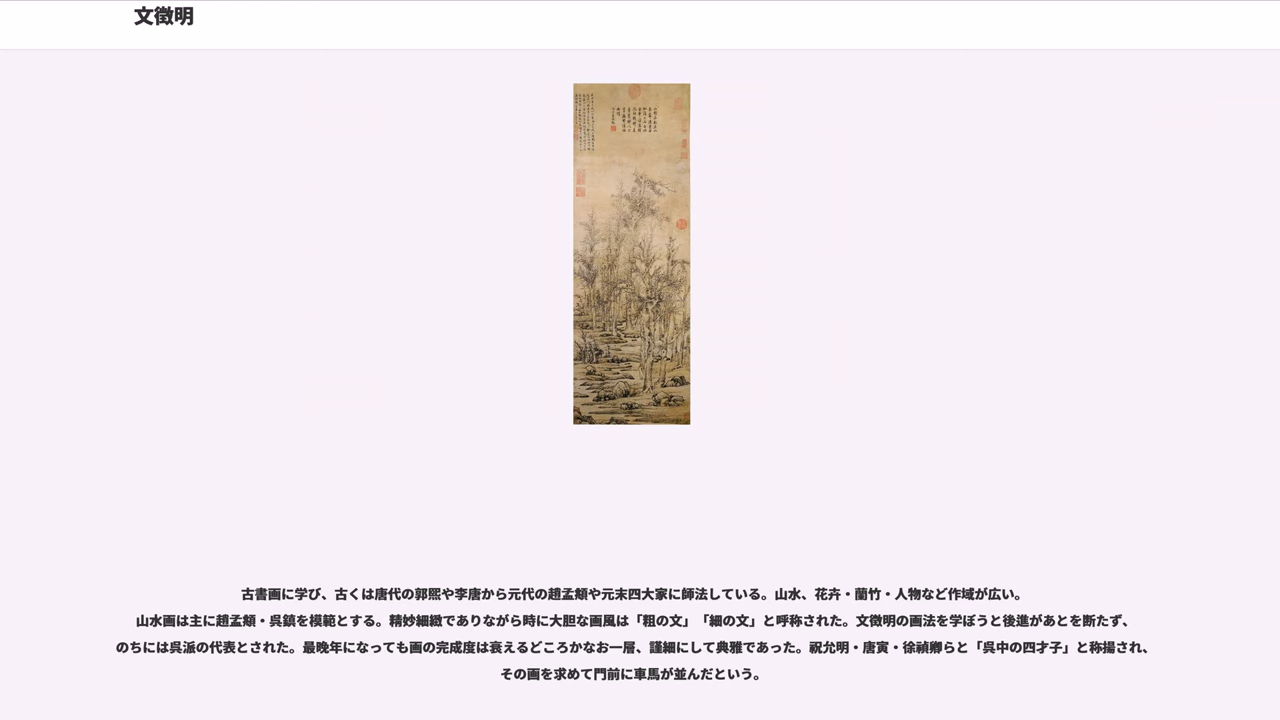 文徴明
古書画に学び、古くは唐代の郭煕や李唐から元代の趙孟頫や元末四大家に師法している。山水、花卉・蘭竹・人物など作域が広い。
山水画は主に趙孟頫・呉鎮を模範とする。精妙細緻でありながら時に大胆な画風は「粗の文」「細の文」と呼称された。文徴明の画法を学ぼうと後進があとを断たず、
のちには呉派の代表とされた。最晩年になっても画の完成度は衰えるどころかなお一層、謹細にして典雅であった。祝允明・唐寅・徐禎卿らと「呉中の四才子」と称揚され、
その画を求めて門前に車馬が並んだという。